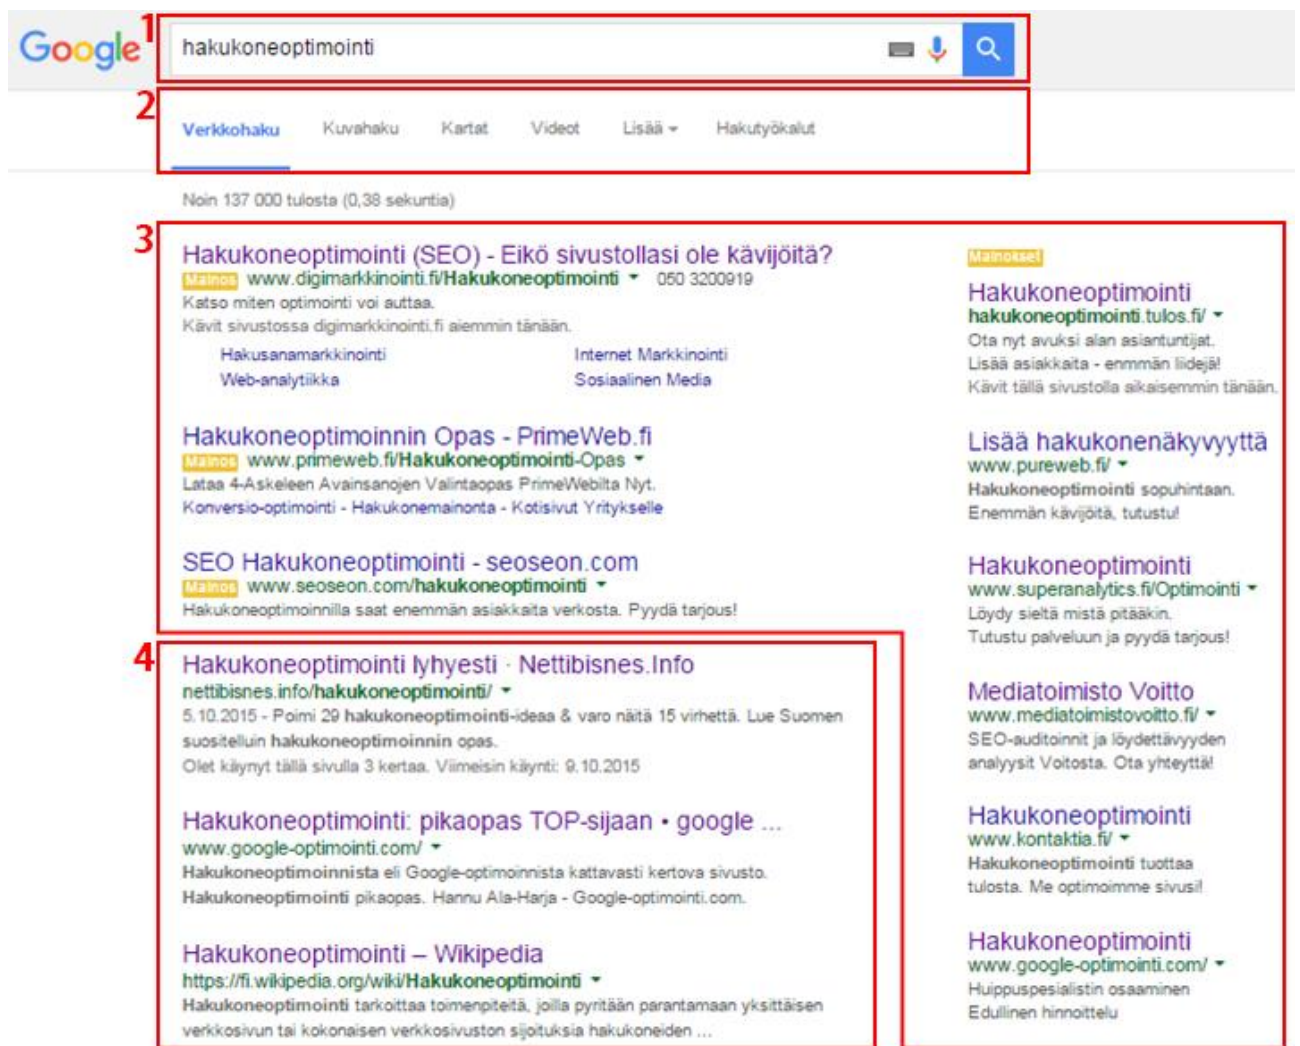 Google
1
hakukoneoptimointi
2
Verkkohaku Kuvahaku Kartat Videot Lisää Hakutyökalut
Noin 137 000 tulosta (0,38 sekuntia)
3
Hakukoneoptimointi (SEO) - Eikö sivustollasi ole kävijöitä?
Mainos www.digimarkkinointi.fi/Hakukoneoptimointi 050 3200919
Katso miten optimointi voi auttaa.
Kävit sivustossa digimarkkinointi.fi aiemmin tänään.
Hakusanamarkkinointi Internet Markkinointi
Web-analytiikka Sosiaalinen Media
Hakukoneoptimoinnin Opas - PrimeWeb.fi
Mainos www.primeweb.fi/Hakukoneoptimointi-Opas
Lataa 4-Askeleen Avainsanojen Valintaopas PrimeWebilta Nyt.
Konversio-optimointi - Hakukonemainonta - Kotisivut Yritykselle
SEO Hakukoneoptimointi - seoseon.com
Mainos www.seoseon.com/hakukoneoptimointi
Hakukoneoptimoinnilla saat enemmän asiakkaita verkosta. Pyydä tarjous!
Mainokset
Hakukoneoptimointi
hakukoneoptimointi.tulos.fi/
Ota nyt avuksi alan asiantuntijat.
Lisää asiakkaita - enmmän liidejä!
Kävit tällä sivustolla aikaisemmin tänään.
Lisää hakukonenäkyvyyttä
www.pureweb.fi/
Hakukoneoptimointi sopuhintaan.
Enemmän kävijöitä, tutustu!
Hakukoneoptimointi
www.superanalytics.fi/Optimointi
Löydy sieltä mistä pitääkin.
Tutustu palveluun ja pyydä tarjous!
Mediatoimisto Voitto
www.mediatoimistovoitto.fi/
SEO-auditoinnit ja löydettävyyden
analyysit Voitosta. Ota yhteyttä!
Hakukoneoptimointi
www.kontaktia.fi/
Hakukoneoptimointi tuottaa
tulosta. Me optimoimme sivusi!
Hakukoneoptimointi
www.google-optimointi.com/
Huippuspesialistin osaaminen
Edullinen hinnoittelu
4
Hakukoneoptimointi lyhyesti · Nettibisnes.Info
nettibisnes.info/hakukoneoptimointi/
5.10.2015 - Poimi 29 hakukoneoptimointi-ideaa & varo näitä 15 virhettä. Lue Suomen
suositelluin hakukoneoptimoinnin opas.
Olet käynyt tällä sivulla 3 kertaa. Viimeisin käynti: 9.10.2015
Hakukoneoptimointi: pikaopas TOP-sijaan • google ...
www.google-optimointi.com/
Hakukoneoptimoinnista eli Google-optimoinnista kattavasti kertova sivusto.
Hakukoneoptimointi pikaopas. Hannu Ala-Harja - Google-optimointi.com.
Hakukoneoptimointi – Wikipedia
https://fi.wikipedia.org/wiki/Hakukoneoptimointi
Hakukoneoptimointi tarkoittaa toimenpiteitä, joilla pyritään parantamaan yksittäisen
verkkosivun tai kokonaisen verkkosivuston sijoituksia hakukoneiden ...